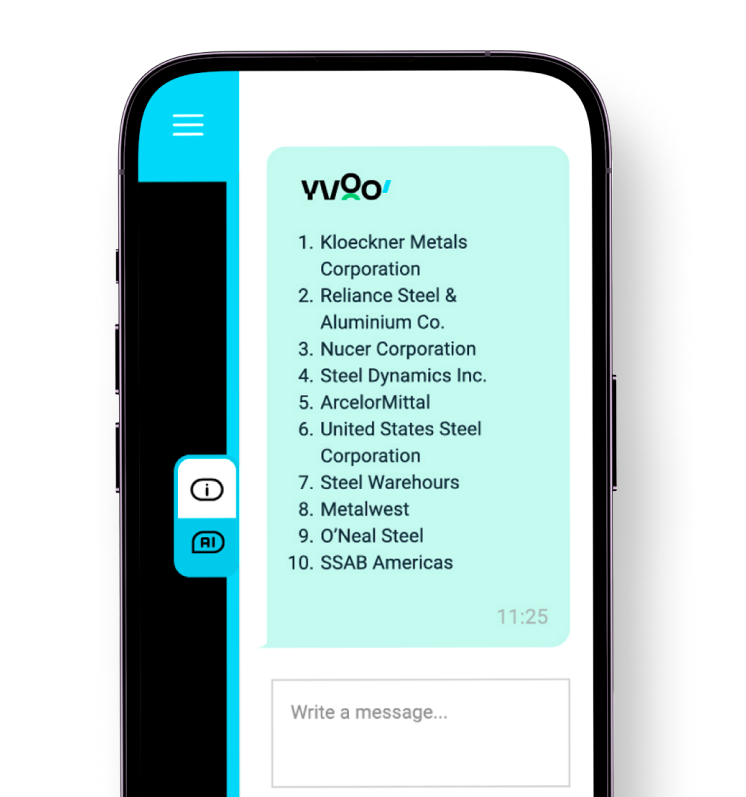 YVOO
1. Kloeckner Metals
Corporation
2. Reliance Steel &
Aluminium Co.
3. Nucer Corporation
4. Steel Dynamics Inc.
5. ArcelorMittal
6. United States Steel
Corporation
7. Steel Warehours
8. Metalwest
9. O’Neal Steel
10. SSAB Americas
11:25
i
AI
Write a message...